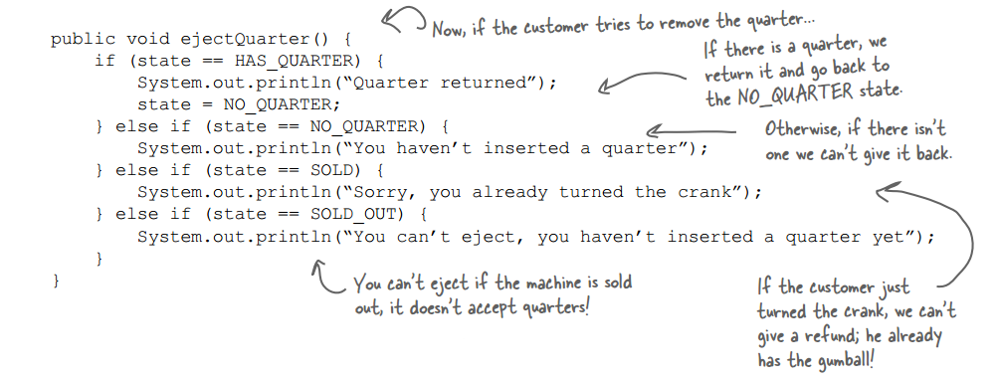 Now, if the customer tries to remove the quarter...
public void ejectQuarter() {
if (state == HAS_QUARTER) {
System.out.println(“Quarter returned”);
state = NO_QUARTER;
} else if (state == NO_QUARTER) {
System.out.println(“You haven’t inserted a quarter”);
} else if (state == SOLD) {
System.out.println(“Sorry, you already turned the crank”);
} else if (state == SOLD_OUT) {
System.out.println(“You can’t eject, you haven’t inserted a quarter yet”);
}
}
If there is a quarter, we
return it and go back to
the NO_QUARTER state.
Otherwise, if there isn’t
one we can’t give it back.
You can’t eject if the machine is sold
out, it doesn’t accept quarters!
If the customer just
turned the crank, we can’t
give a refund; he already
has the gumball!